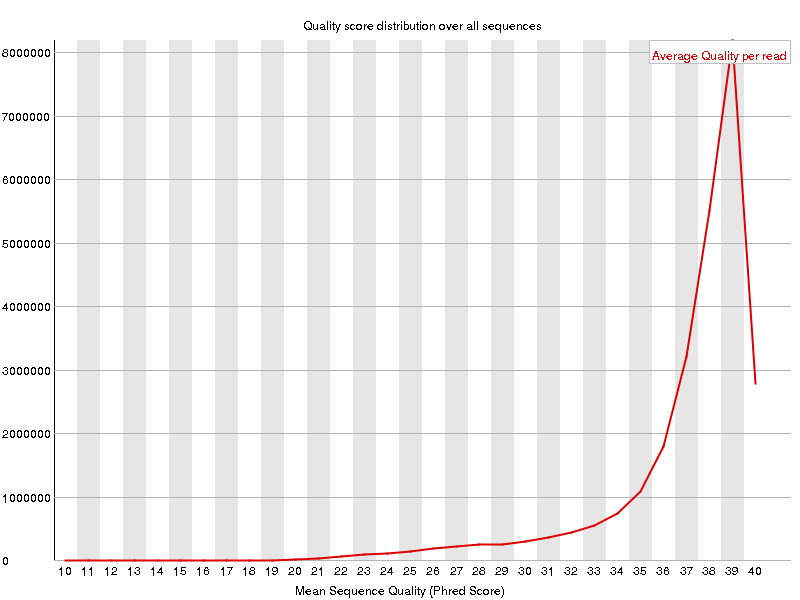 Quality score distribution over all sequences
Average Quality per read
8000000
7000000
6000000
5000000
4000000
3000000
2000000
1000000
0
10 11 12 13 14 15 16 17 18 19 20 21 22 23 24 25 26 27 28 29 30 31 32 33 34 35 36 37 38 39 40
Mean Sequence Quality (Phred Score)